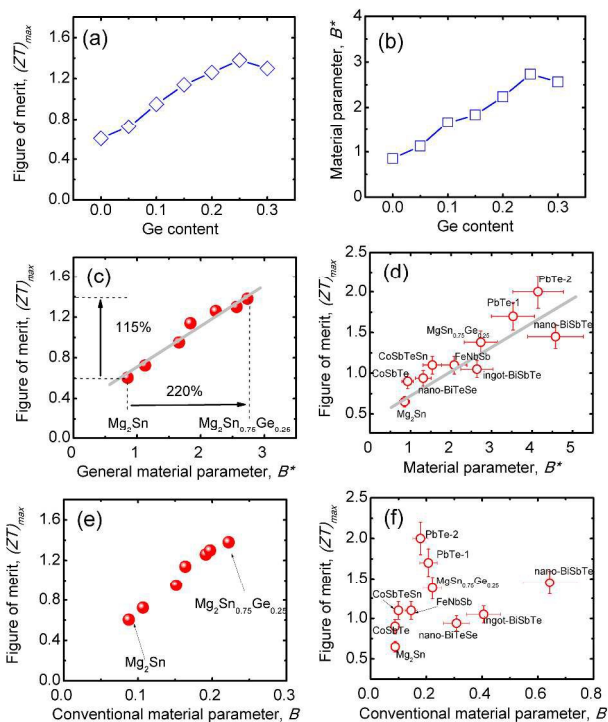 (a)
Figure of merit, (ZT)max
1.8
1.2
0.6
0.0
0.0 0.1 0.2 0.3
Ge content
(b)
Material parameter, B*
4
3
2
1
0
0.0 0.1 0.2 0.3
Ge content
(c)
Figure of merit, (ZT)max
1.6
1.2
0.8
0.4
0.0
115%
220%
Mg2Sn
Mg2Sn0.75Ge0.25
0 1 2 3
General material parameter, B*
(d)
Figure of merit, (ZT)max
2.0
1.5
1.0
0.5
PbTe-2
PbTe-1
MgSn0.75Ge0.25
nano-BiSbTe
CoSbTeSn
FeNbSb
CoSbTe
ingot-BiSbTe
nano-BiTeSe
Mg2Sn
0 1 2 3 4 5
Material parameter, B*
(e)
Figure of merit, (ZT)max
1.6
1.2
0.8
0.4
0.0
Mg2Sn0.75Ge0.25
Mg2Sn
0.0 0.1 0.2 0.3
Conventional material parameter, B
(f)
Figure of merit, (ZT)max
2.0
1.5
1.0
0.5
0.0
PbTe-2
PbTe-1
nano-BiSbTe
MgSn0.75Ge0.25
CoSbTeSn
FeNbSb
ingot-BiSbTe
CoSbTe
nano-BiTeSe
Mg2Sn
0.0 0.2 0.4 0.6 0.8
Conventional material parameter, B